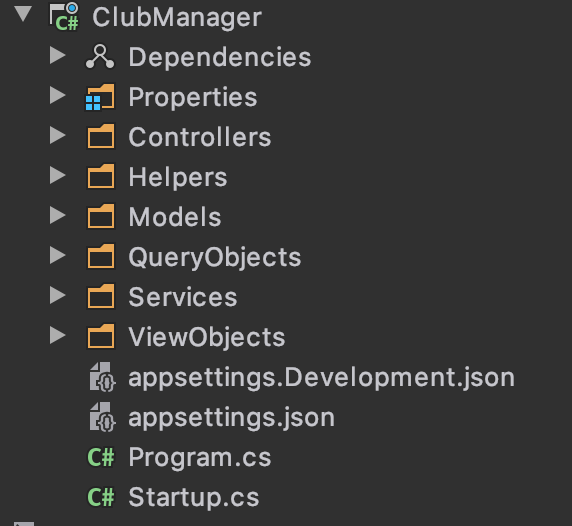 ClubManager
Dependencies
Properties
Controllers
Helpers
Models
QueryObjects
Services
ViewObjects
appsettings.Development.json
appsettings.json
C# Program.cs
C# Startup.cs